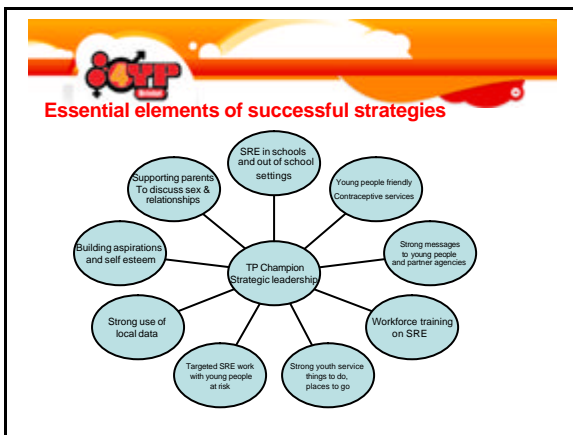 4YP
Bristol
Essential elements of successful strategies
SRE in schools
and out of school
settings
Supporting parents
To discuss sex &
relationships
Young people friendly
Contraceptive services
Building aspirations
and self esteem
TP Champion
Strategic leadership
Strong messages
to young people
and partner agencies
Strong use of
local data
Workforce training
on SRE
Targeted SRE work
with young people
at risk
Strong youth service
things to do,
places to go